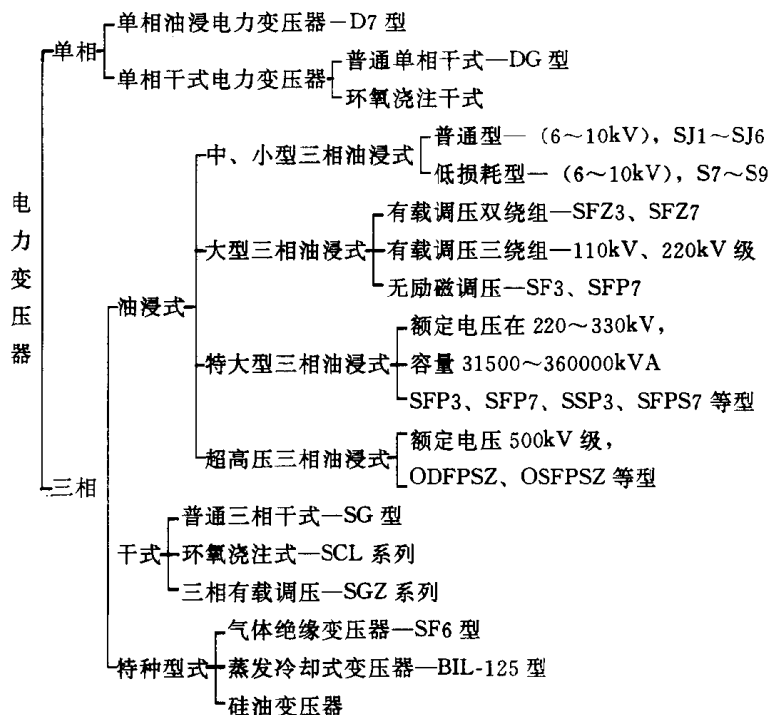 单相油浸电力变压器—D7 型
单相
单相干式电力变压器
普通单相干式—DG 型
环氧浇注干式
电力变压器
中、小型三相油浸式
普通型—(6～10kV),SJ1～SJ6
低损耗型—(6～10kV),S7～S9
油浸式
大型三相油浸式
有载调压双绕组—SFZ3、SFZ7
有载调压三绕组—110kV、220kV 级
无励磁调压—SF3、SFP7
特大型三相油浸式
额定电压在 220～330kV,
容量 31500～360000kVA
SFP3、SFP7、SSP3、SFPS7 等型
超高压三相油浸式
额定电压 500kV 级,
ODFPSZ、OSFPSZ 等型
三相
干式
普通三相干式—SG 型
环氧浇注式—SCL 系列
三相有载调压—SGZ 系列
特种型式
气体绝缘变压器—SF6 型
蒸发冷却式变压器—BIL-125 型
硅油变压器